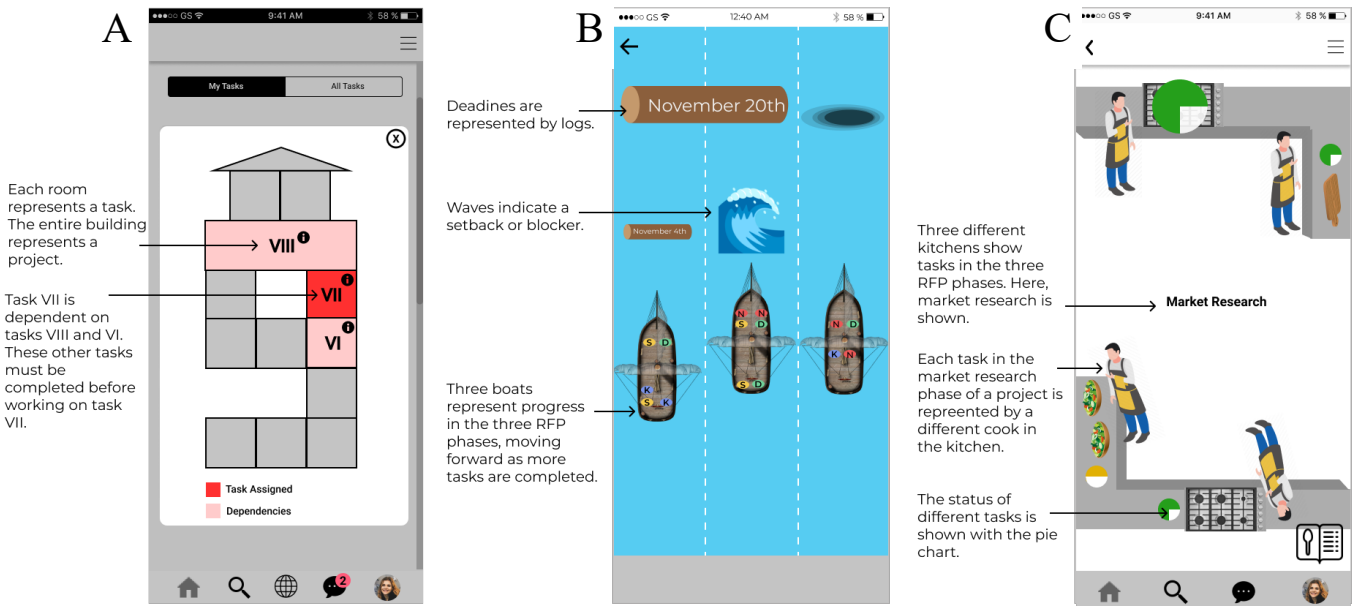 A
●●●○○ GS 9:41 AM 58 %
My Tasks
All Tasks
X
Each room
represents a task.
The entire building
represents a
project.
VIII
i
Task VII is
dependent on
tasks VIII and VI.
These other tasks
must be
completed before
working on task
VII.
VII
i
VI
i
Task Assigned
Dependencies
2
B
●●●○○ GS 12:40 AM 58 %
Deadines are
represented by logs.
November 20th
Waves indicate a
setback or blocker.
November 4th
Three boats
represent progress
in the three RFP
phases, moving
forward as more
tasks are completed.
S D
K
S K
N N
S D
S D
N D
K N
C
●●●○○ GS 9:41 AM 58 %
Three different
kitchens show
tasks in the three
RFP phases. Here,
market research is
shown.
Market Research
Each task in the
market research
phase of a project is
repreented by a
different cook in
the kitchen.
The status of
different tasks is
shown with the pie
chart.